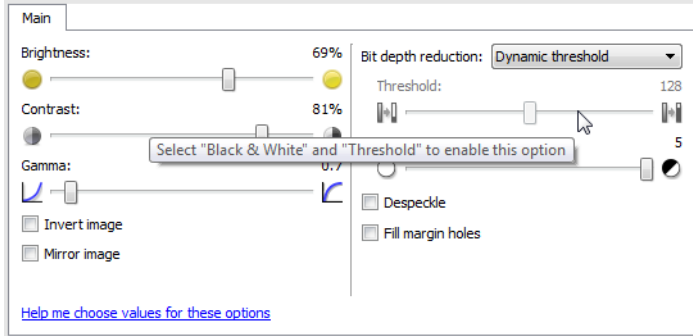 Main
Brightness: 69%
Contrast: 81%
Gamma: 0.7
Invert image
Mirror image
Help me choose values for these options
Bit depth reduction: Dynamic threshold
Threshold: 128
Select "Black & White" and "Threshold" to enable this option
5
Despeckle
Fill margin holes